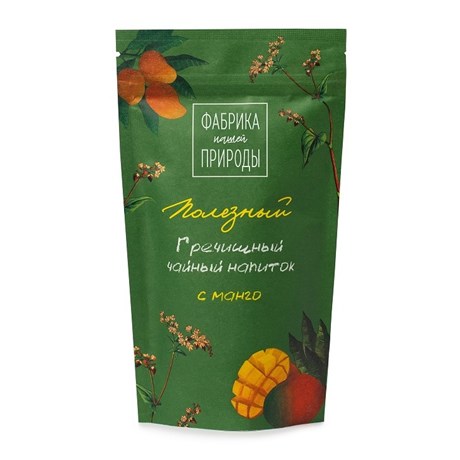 ФАБРИКА
нашей
ПРИРОДЫ
Полезный
Гречишный
чайный напиток
с манго